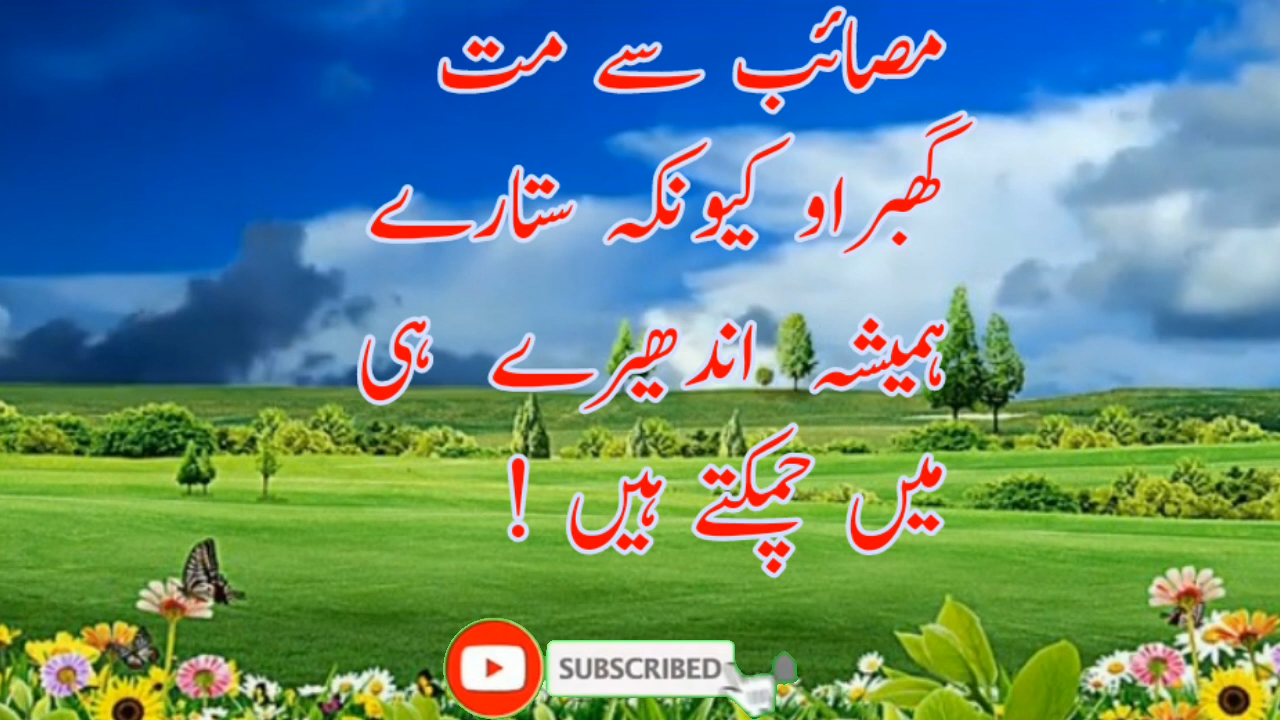 مصائب سے مت
گھبراو کیونکہ ستارے
ہمیشہ اندھیرے ہی
میں چمکتے ہیں !
SUBSCRIBED